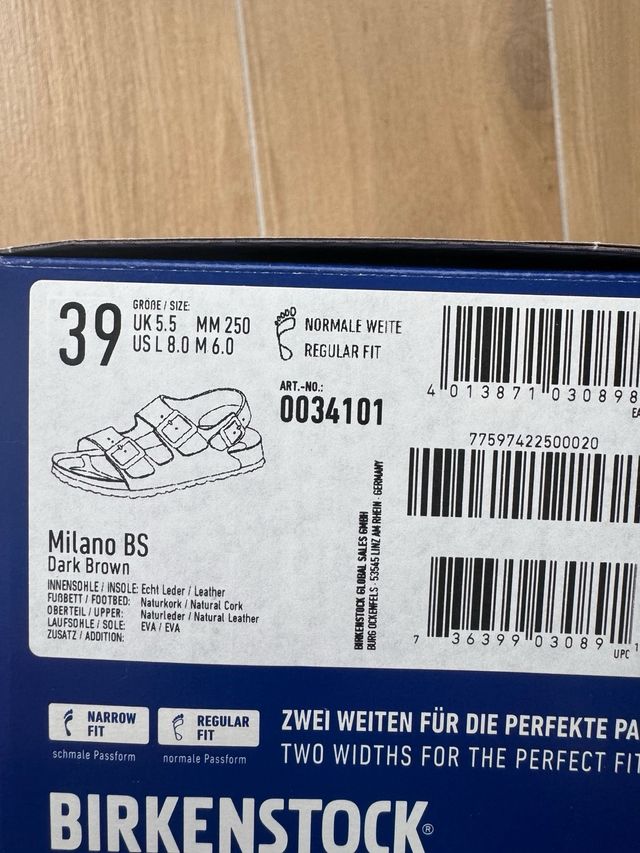 39
GRÖßE / SIZE:
UK 5.5 MM 250
US L 8.0 M 6.0
NORMALE WEITE
REGULAR FIT
ART.-NO.:
0034101
4 013871 030898
77597422500020
Milano BS
Dark Brown
INNENSOHLE / INSOLE: Echt Leder / Leather
FUßBETT / FOOTBED: Naturkork / Natural Cork
OBERTEIL / UPPER: Naturleder / Natural Leather
LAUFSOHLE / SOLE: EVA / EVA
ZUSATZ / ADDITION:
BIRKENSTOCK GLOBAL SALES GMBH
BURG OCKENFELS · 53545 LINZ AM RHEIN · GERMANY
7 36399 03089 1
UPC
NARROW FIT
schmale Passform
REGULAR FIT
normale Passform
ZWEI WEITEN FÜR DIE PERFEKTE PA
TWO WIDTHS FOR THE PERFECT FIT
BIRKENSTOCK®